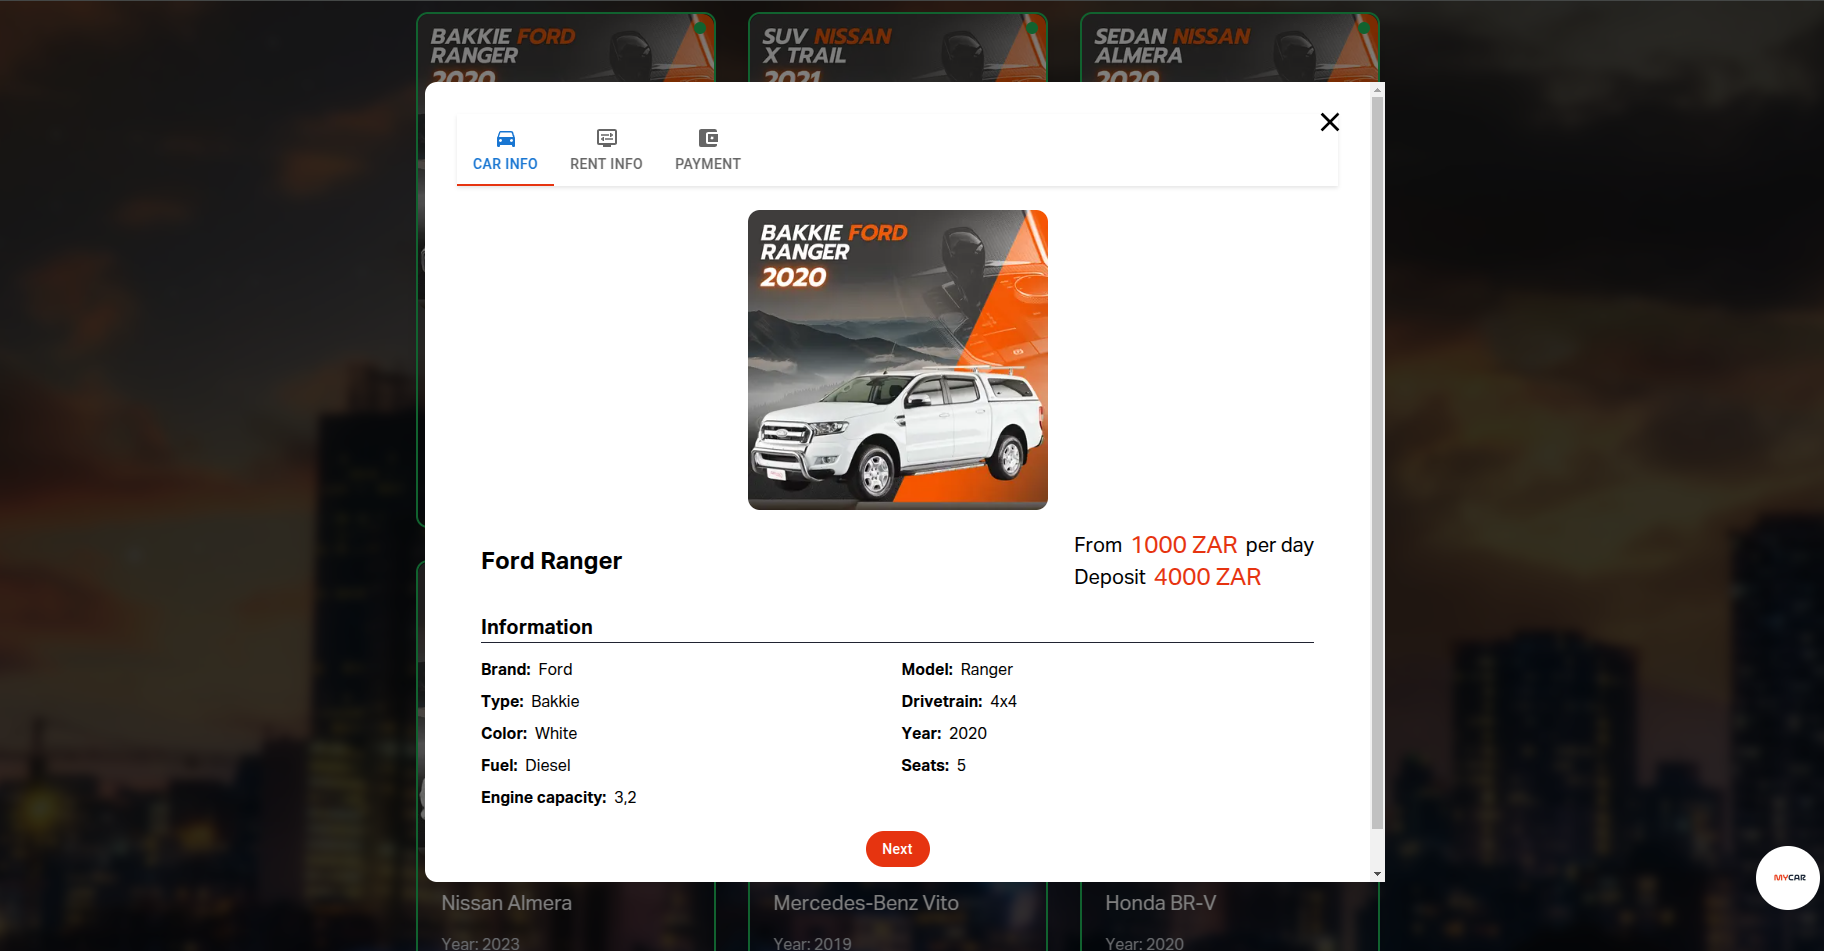 BAKKIE FORD
RANGER
2020
SUV NISSAN
X TRAIL
2021
SEDAN NISSAN
ALMERA
2020
CAR INFO
RENT INFO
PAYMENT
BAKKIE FORD
RANGER
2020
Ford Ranger
From 1000 ZAR per day
Deposit 4000 ZAR
Information
Brand: Ford
Model: Ranger
Type: Bakkie
Drivetrain: 4x4
Color: White
Year: 2020
Fuel: Diesel
Seats: 5
Engine capacity: 3,2
Next
MYCAR
Nissan Almera
Mercedes-Benz Vito
Honda BR-V
Year: 2023
Year: 2019
Year: 2020